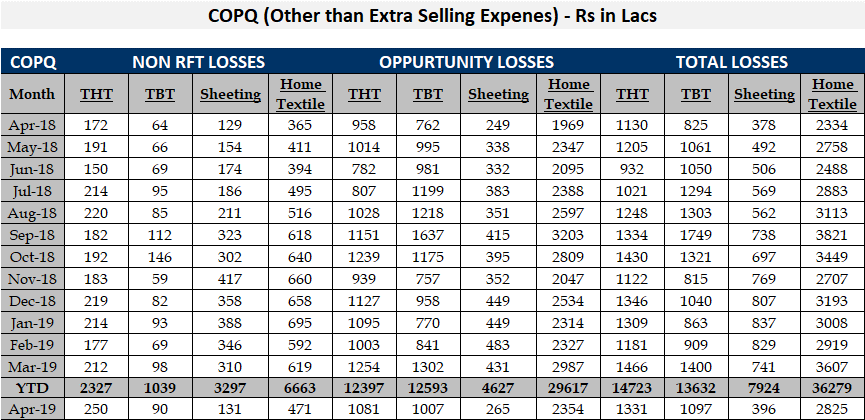 COPQ (Other than Extra Selling Expenes) - Rs in Lacs
COPQ NON RFT LOSSES OPPURTUNITY LOSSES TOTAL LOSSES
Month THT TBT Sheeting Home Textile THT TBT Sheeting Home Textile THT TBT Sheeting Home Textile
Apr-18 172 64 129 365 958 762 249 1969 1130 825 378 2334
May-18 191 66 154 411 1014 995 338 2347 1205 1061 492 2758
Jun-18 150 69 174 394 782 981 332 2095 932 1050 506 2488
Jul-18 214 95 186 495 807 1199 383 2388 1021 1294 569 2883
Aug-18 220 85 211 516 1028 1218 351 2597 1248 1303 562 3113
Sep-18 182 112 323 618 1151 1637 415 3203 1334 1749 738 3821
Oct-18 192 146 302 640 1239 1175 395 2809 1430 1321 697 3449
Nov-18 183 59 417 660 939 757 352 2047 1122 815 769 2707
Dec-18 219 82 358 658 1127 958 449 2534 1346 1040 807 3193
Jan-19 214 93 388 695 1095 770 449 2314 1309 863 837 3008
Feb-19 177 69 346 592 1003 841 483 2327 1181 909 829 2919
Mar-19 212 98 310 619 1254 1302 431 2987 1466 1400 741 3607
YTD 2327 1039 3297 6663 12397 12593 4627 29617 14723 13632 7924 36279
Apr-19 250 90 131 471 1081 1007 265 2354 1331 1097 396 2825